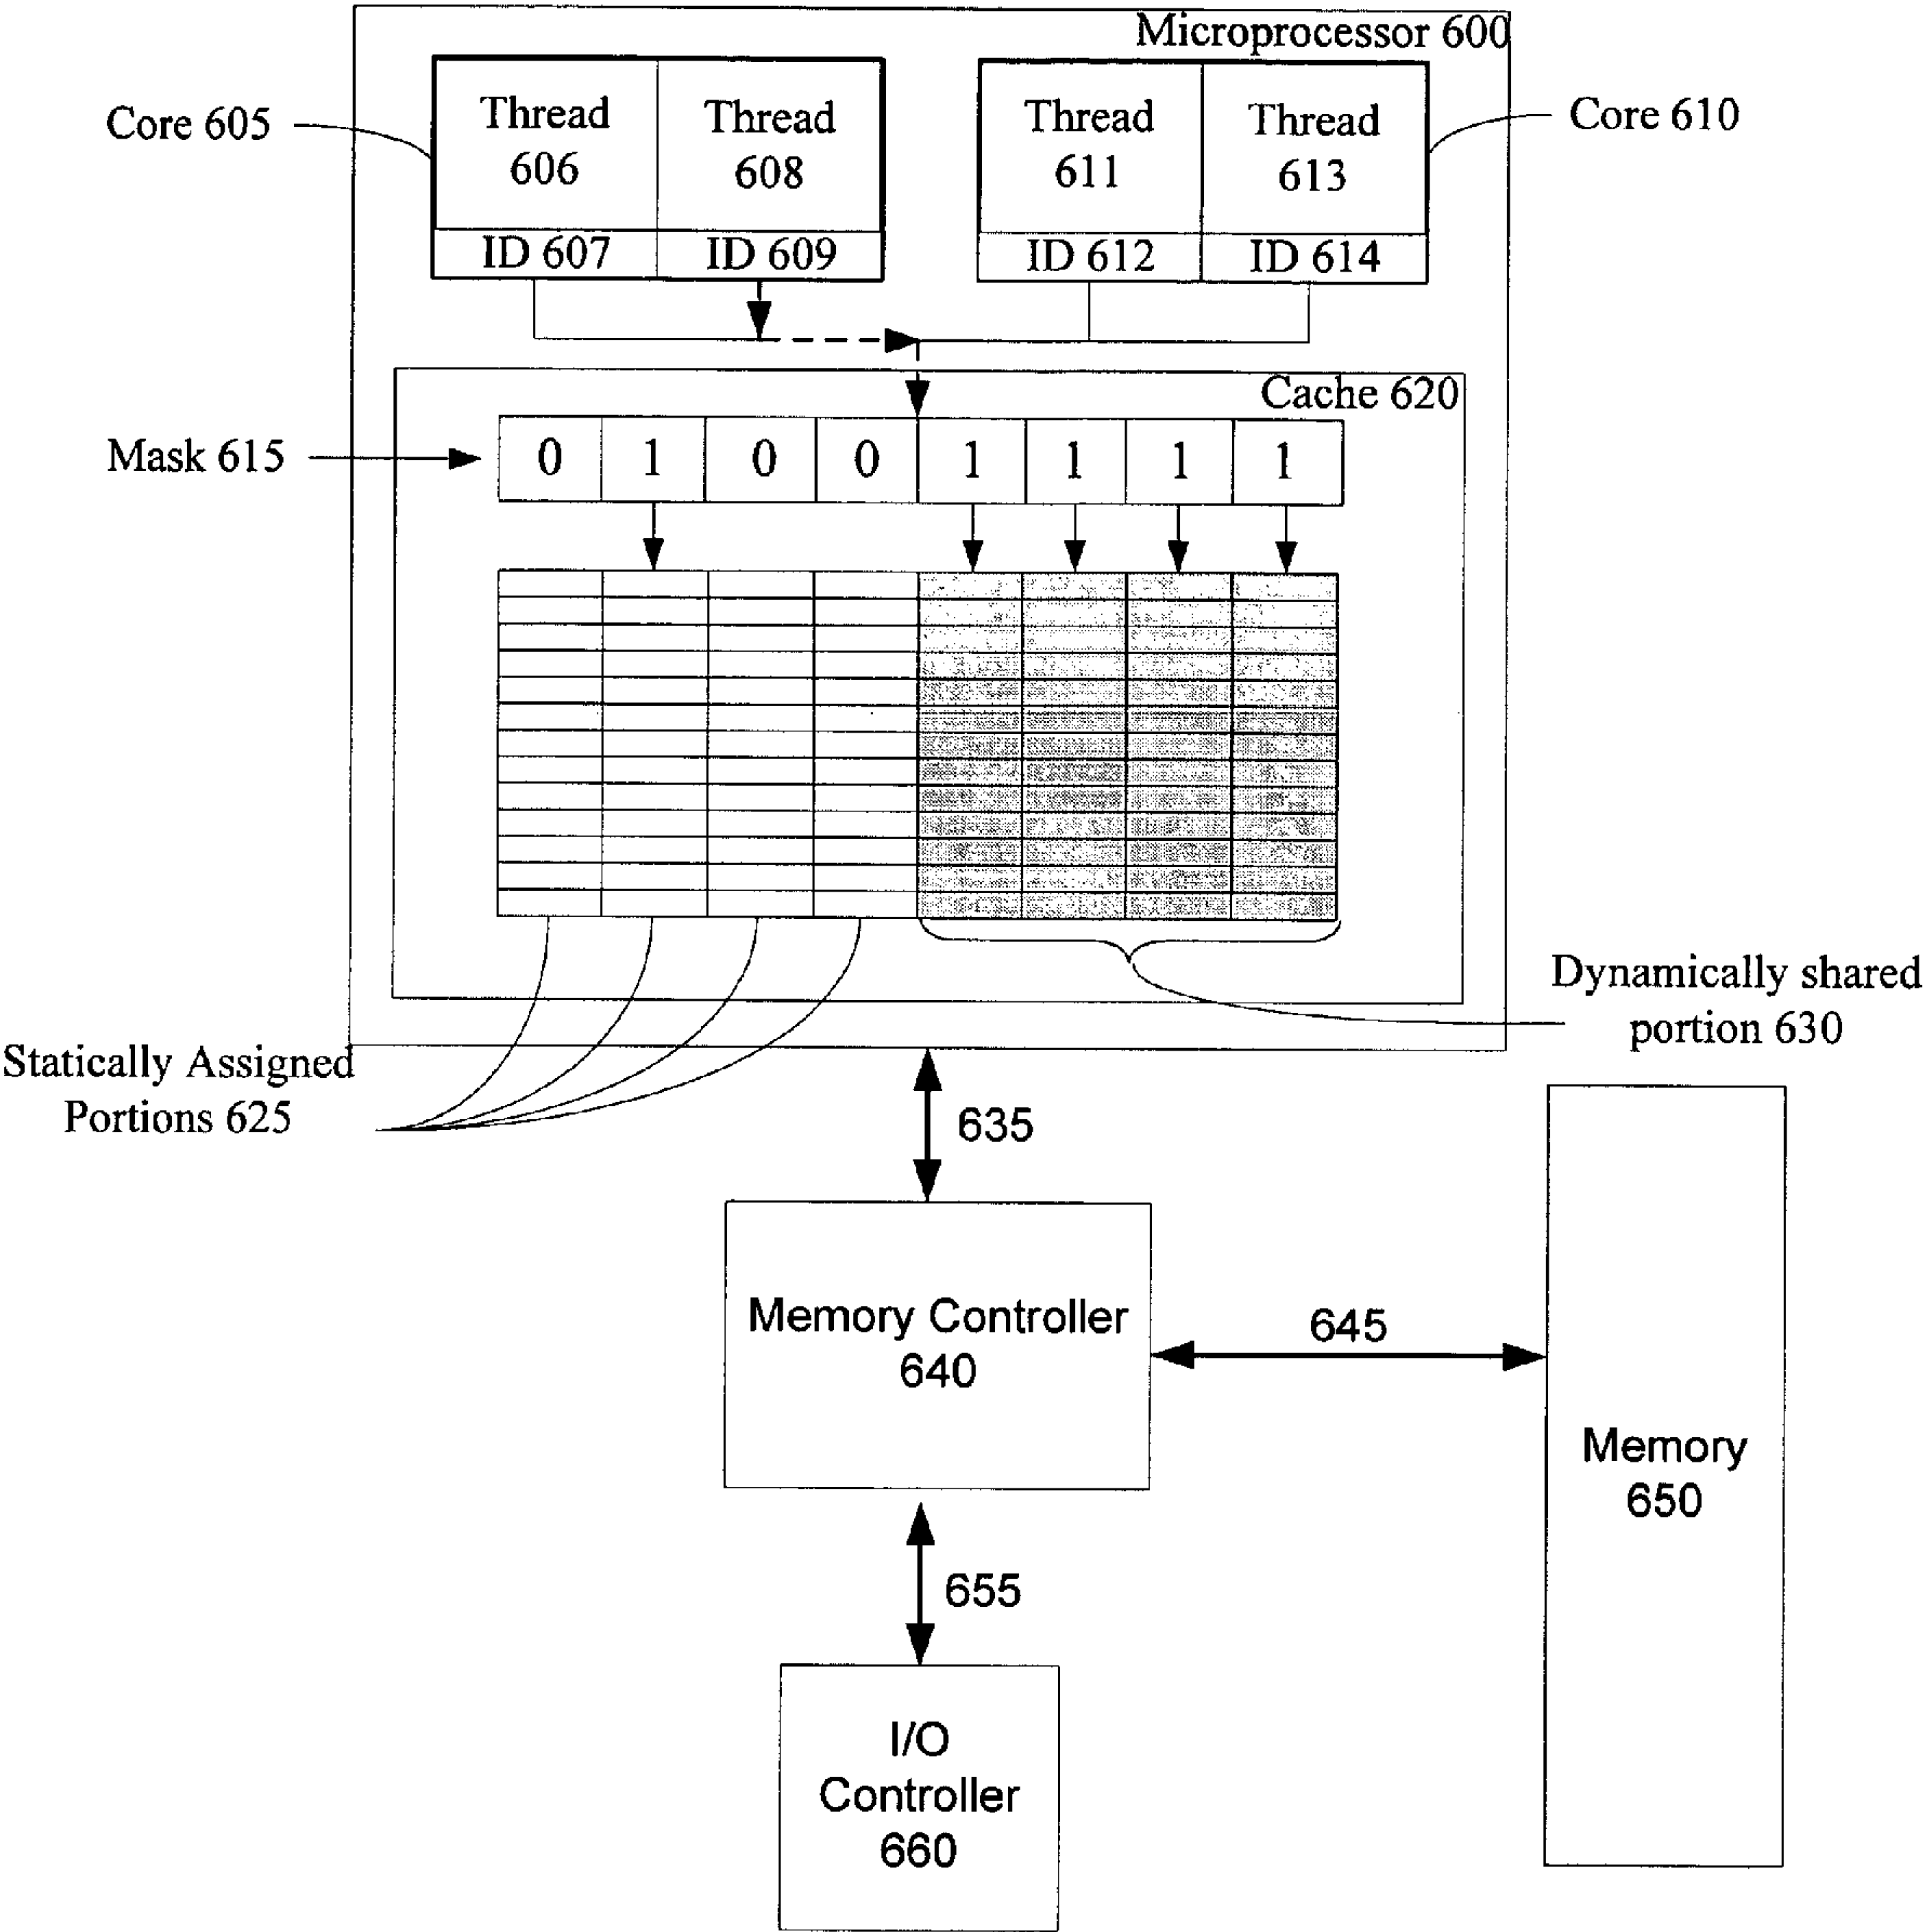 Microprocessor 600
Core 605
Thread
606
Thread
608
Thread
611
Thread
613
Core 610
ID 607
ID 609
ID 612
ID 614
Cache 620
Mask 615
0 1 0 0 1 1 1 1
Dynamically shared
portion 630
Statically Assigned
Portions 625
635
Memory Controller
640
645
Memory
650
655
I/O
Controller
660